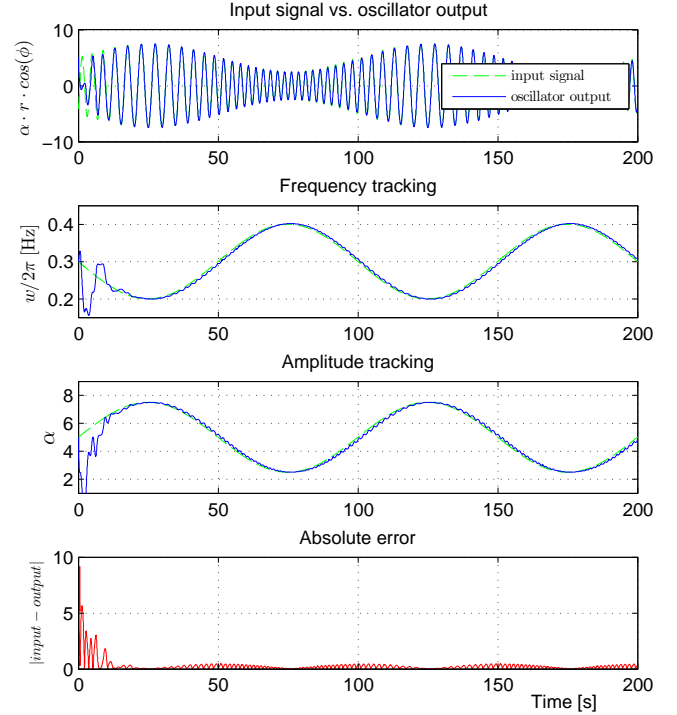 Input signal vs. oscillator output
α · r · cos(ϕ)
10
0
−10
input signal
oscillator output
0 50 100 150 200
Frequency tracking
w/2π [Hz]
0.4
0.3
0.2
0 50 100 150 200
Amplitude tracking
α
8
6
4
2
0 50 100 150 200
Absolute error
|input − output|
10
5
0
0 50 100 150 200
Time [s]